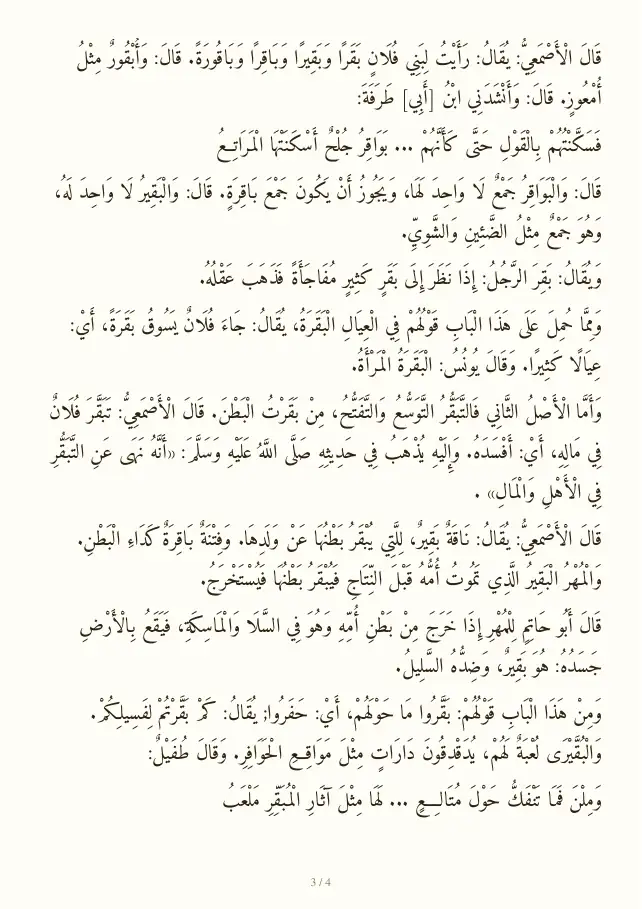 قَالَ الْأَصْمَعِيُّ: يُقَالُ: رَأَيْتُ لِبَنِي فُلَانٍ بَقَرًا وَبَقِيرًا وَبَاقِرًا وَبَاقُورَةً. قَالَ: وَأُبْقُورٌ مِثْلُ
أُمْعُوزٍ. قَالَ: وَأَنْشَدَنِي ابْنُ [أَبِي] طَرَفَةَ:
فَسَكَّنْتُهُمْ بِالْقَوْلِ حَتَّى كَأَنَّهُمْ ... بَوَاقِرُ جُلْحٌ أَسْكَنَتْهَا الْمَرَاتِعُ
قَالَ: وَالْبَوَاقِرُ جَمْعٌ لَا وَاحِدَ لَهَا، وَيَجُوزُ أَنْ يَكُونَ جَمْعَ بَاقِرَةٍ. قَالَ: وَالْبَقِيرُ لَا وَاحِدَ لَهُ،
وَهُوَ جَمْعٌ مِثْلُ الضَّئِينِ وَالشَّوِيِّ.
وَيُقَالُ: بَقِرَ الرَّجُلُ: إِذَا نَظَرَ إِلَى بَقَرٍ كَثِيرٍ مُفَاجَأَةً فَذَهَبَ عَقْلُهُ.
وَمِمَّا حُمِلَ عَلَى هَذَا الْبَابِ قَوْلُهُمْ فِي الْعِيَالِ الْبَقَرَةُ، يُقَالُ: جَاءَ فُلَانٌ يَسُوقُ بَقَرَةً، أَيْ:
عِيَالًا كَثِيرًا. وَقَالَ يُونُسُ: الْبَقَرَةُ الْمَرْأَةُ.
وَأَمَّا الْأَصْلُ الثَّانِي فَالتَّبَقُّرُ التَّوَسُّعُ وَالتَّفَتُّحُ، مِنْ بَقَرْتُ الْبَطْنَ. قَالَ الْأَصْمَعِيُّ: تَبَقَّرَ فُلَانٌ
فِي مَالِهِ، أَيْ: أَفْسَدَهُ. وَإِلَيْهِ يُذْهَبُ فِي حَدِيثِهِ صَلَّى اللَّهُ عَلَيْهِ وَسَلَّمَ: «أَنَّهُ نَهَى عَنِ التَّبَقُّرِ
فِي الْأَهْلِ وَالْمَالِ» .
قَالَ الْأَصْمَعِيُّ: يُقَالُ: نَاقَةٌ بَقِيرٌ، لِلَّتِي يُبْقَرُ بَطْنُهَا عَنْ وَلَدِهَا. وَفِتْنَةٌ بَاقِرَةٌ كَدَاءِ الْبَطْنِ.
وَالْمُهْرُ الْبَقِيرُ الَّذِي تَمُوتُ أُمُّهُ قَبْلَ النِّتَاجِ فَيُبْقَرُ بَطْنُهَا فَيُسْتَخْرَجُ.
قَالَ أَبُو حَاتِمٍ لِلْمُهْرِ إِذَا خَرَجَ مِنْ بَطْنِ أُمِّهِ وَهُوَ فِي السَّلَا وَالْمَاسِكَةِ، فَيَقَعُ بِالْأَرْضِ
جَسَدُهُ: هُوَ بَقِيرٌ، وَضِدُّهُ السَّلِيلُ.
وَمِنْ هَذَا الْبَابِ قَوْلُهُمْ: بَقَّرُوا مَا حَوْلَهُمْ، أَيْ: حَفَرُوا; يُقَالُ: كَمْ بَقَّرْتُمْ لِفَسِيلِكُمْ.
وَالْبُقَّيْرَى لُعْبَةٌ لَهُمْ، يُدَقْدِقُونَ دَارَاتٍ مِثْلَ مَوَاقِعِ الْحَوَافِرِ. وَقَالَ طُفَيْلٌ:
وَمِلْنَ فَمَا تَنْفَكُّ حَوْلَ مُتَالِعٍ ... لَهَا مِثْلَ آثَارِ الْمُبَقِّرِ مَلْعَبُ
3 / 4